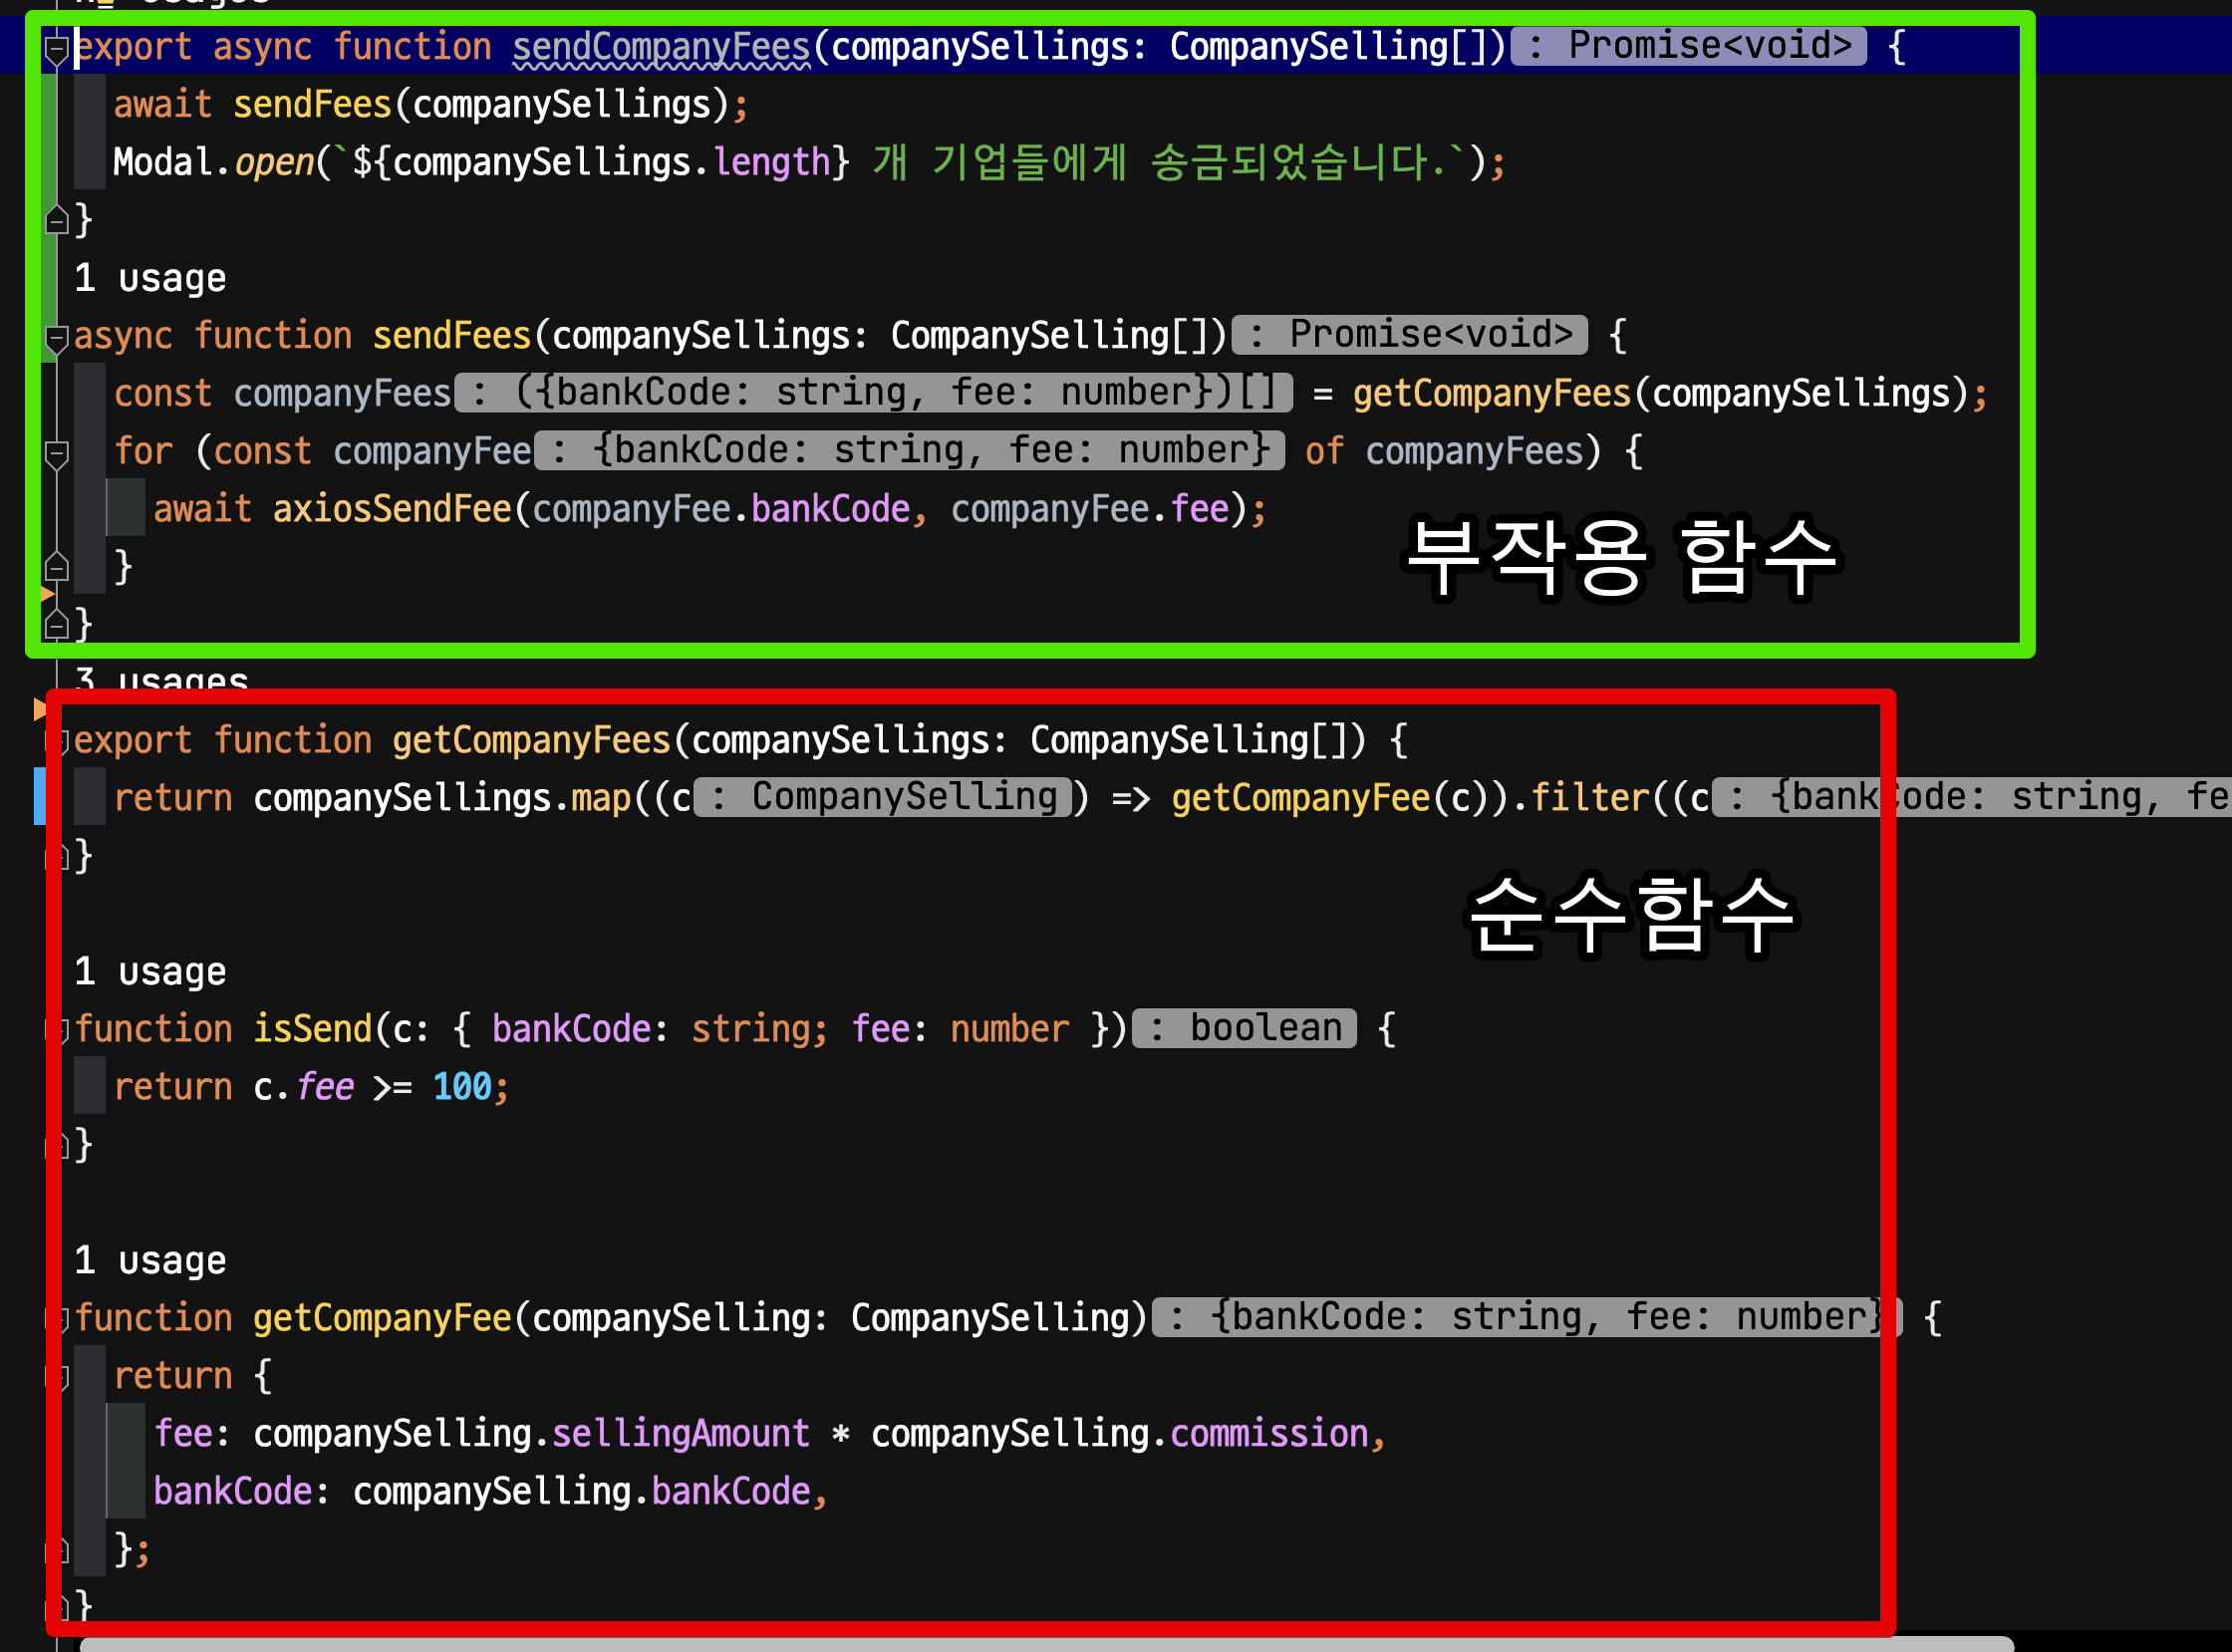 usages
export async function sendCompanyFees(companySellings: CompanySelling[]) : Promise<void> {
await sendFees(companySellings);
Modal.open(`${companySellings.length} 개 기업들에게 송금되었습니다.`);
}
1 usage
async function sendFees(companySellings: CompanySelling[]) : Promise<void> {
const companyFees : ({bankCode: string, fee: number})[] = getCompanyFees(companySellings);
for (const companyFee : {bankCode: string, fee: number} of companyFees) {
await axiosSendFee(companyFee.bankCode, companyFee.fee);
부작용 함수
}
}
3 usages
export function getCompanyFees(companySellings: CompanySelling[]) {
return companySellings.map((c : CompanySelling) => getCompanyFee(c)).filter((c : {bankCode: string, fe
}
순수함수
1 usage
function isSend(c: { bankCode: string; fee: number }) : boolean {
return c.fee >= 100;
}
1 usage
function getCompanyFee(companySelling: CompanySelling) : {bankCode: string, fee: number} {
return {
fee: companySelling.sellingAmount * companySelling.commission,
bankCode: companySelling.bankCode,
};
}